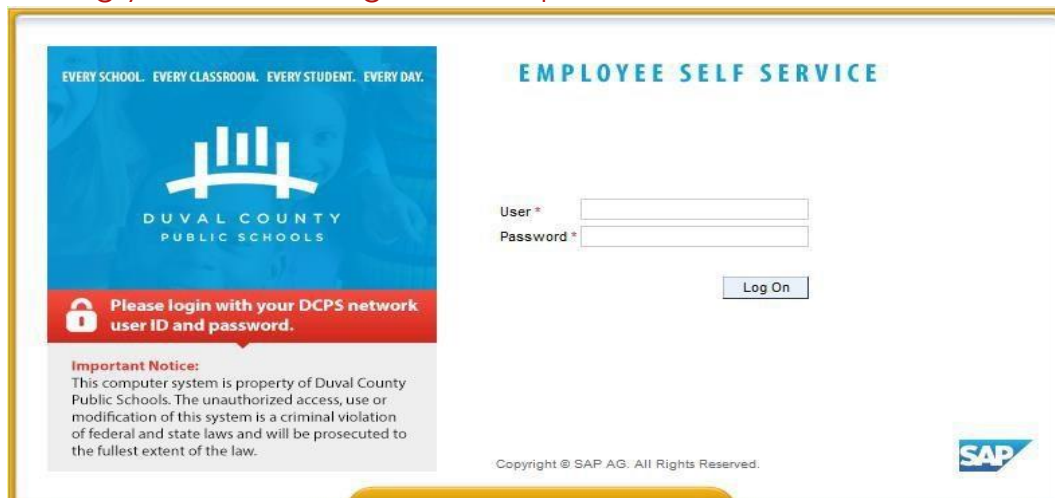 EVERY SCHOOL. EVERY CLASSROOM. EVERY STUDENT. EVERY DAY.
DUVAL COUNTY
PUBLIC SCHOOLS
Please login with your DCPS network
user ID and password.
Important Notice:
This computer system is property of Duval County
Public Schools. The unauthorized access, use or
modification of this system is a criminal violation
of federal and state laws and will be prosecuted to
the fullest extent of the law.
EMPLOYEE SELF SERVICE
User *
Password *
Log On
Copyright © SAP AG. All Rights Reserved.
SAP